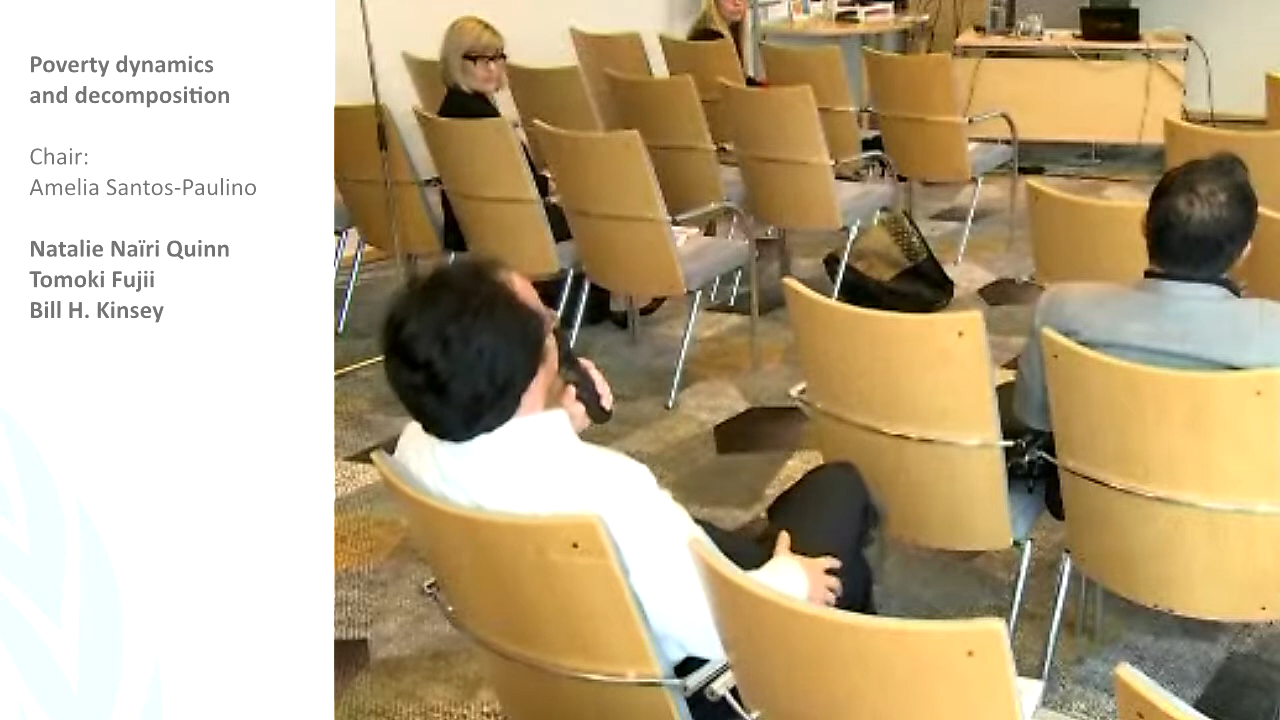 Poverty dynamics
and decomposition
Chair:
Amelia Santos-Paulino
Natalie Naïri Quinn
Tomoki Fujii
Bill H. Kinsey